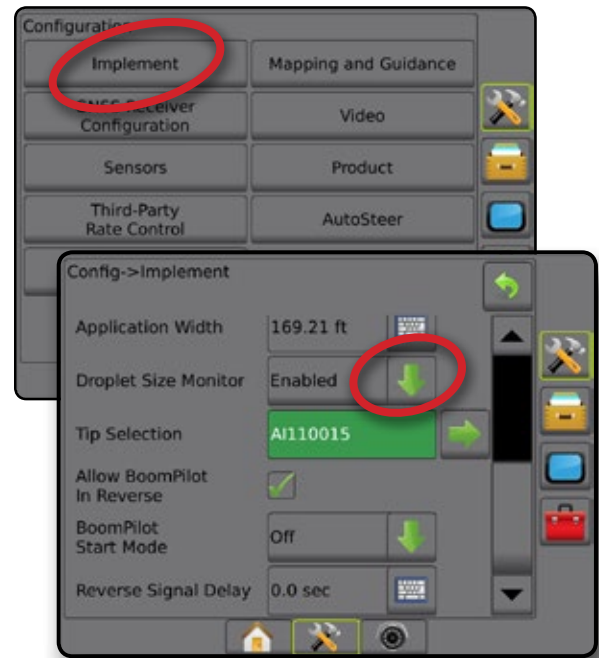 Configuration
Implement
Mapping and Guidance
GNSS Receiver
Configuration
Video
Sensors
Product
Third-Party
Rate Control
AutoSteer
Config->Implement
Application Width
169.21 ft
Droplet Size Monitor
Enabled
Tip Selection
AI110015
Allow BoomPilot
In Reverse
BoomPilot
Start Mode
Off
Reverse Signal Delay
0.0 sec